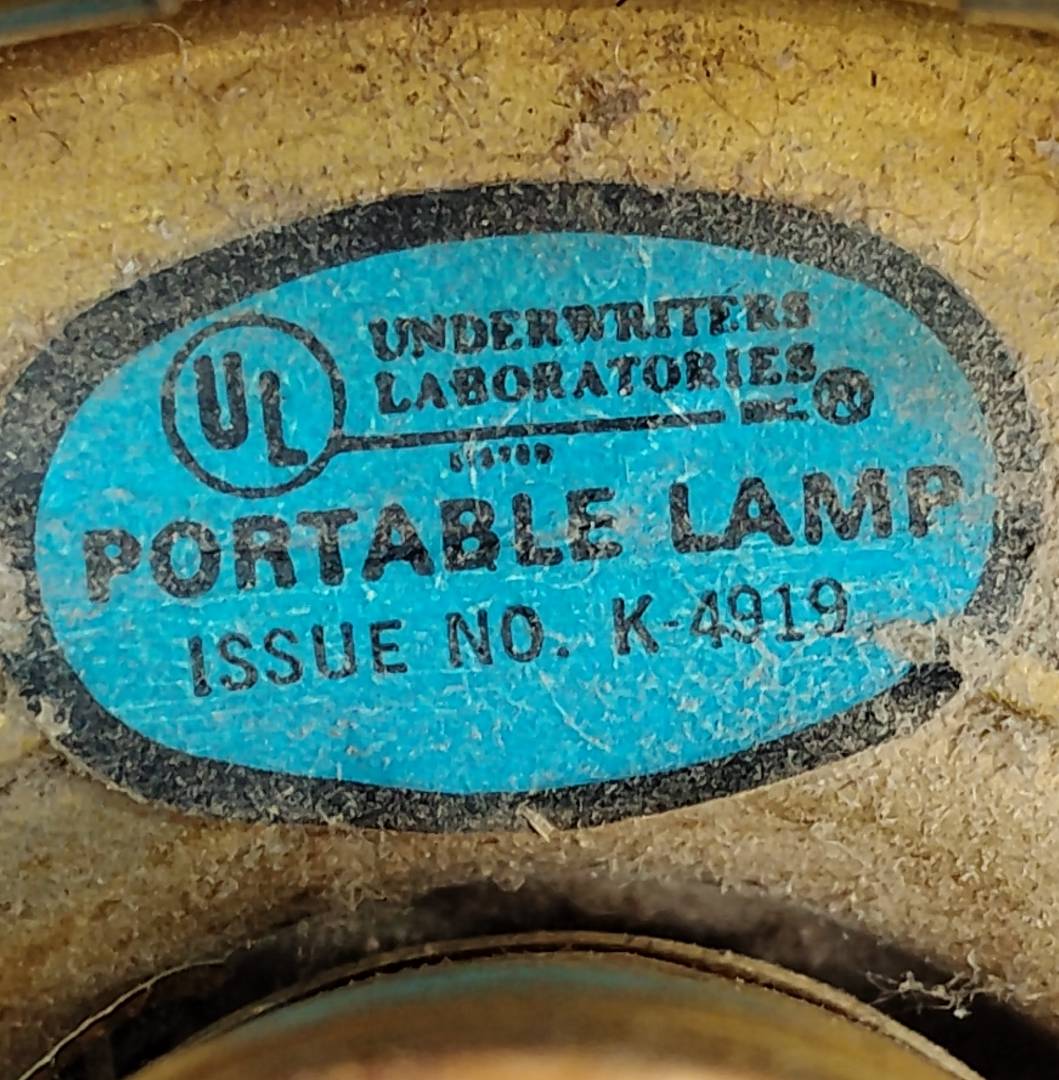 UL
UNDERWRITERS
LABORATORIES
INC. ®
PORTABLE LAMP
ISSUE NO. K-4919